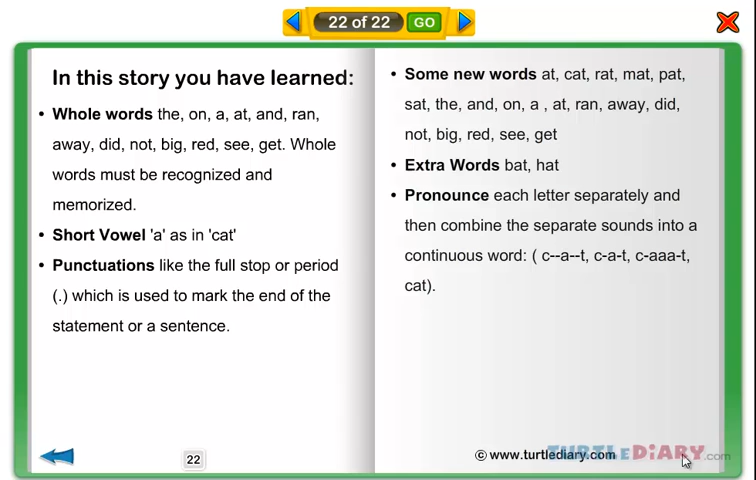 22 of 22 GO
In this story you have learned:
• Whole words the, on, a, at, and, ran,
away, did, not, big, red, see, get. Whole
words must be recognized and
memorized.
• Short Vowel 'a' as in 'cat'
• Punctuations like the full stop or period
(.) which is used to mark the end of the
statement or a sentence.
22
• Some new words at, cat, rat, mat, pat,
sat, the, and, on, a , at, ran, away, did,
not, big, red, see, get
• Extra Words bat, hat
• Pronounce each letter separately and
then combine the separate sounds into a
continuous word: ( c--a--t, c-a-t, c-aaa-t,
cat).
© www.turtlediary.com
TURTLEDiARY.com